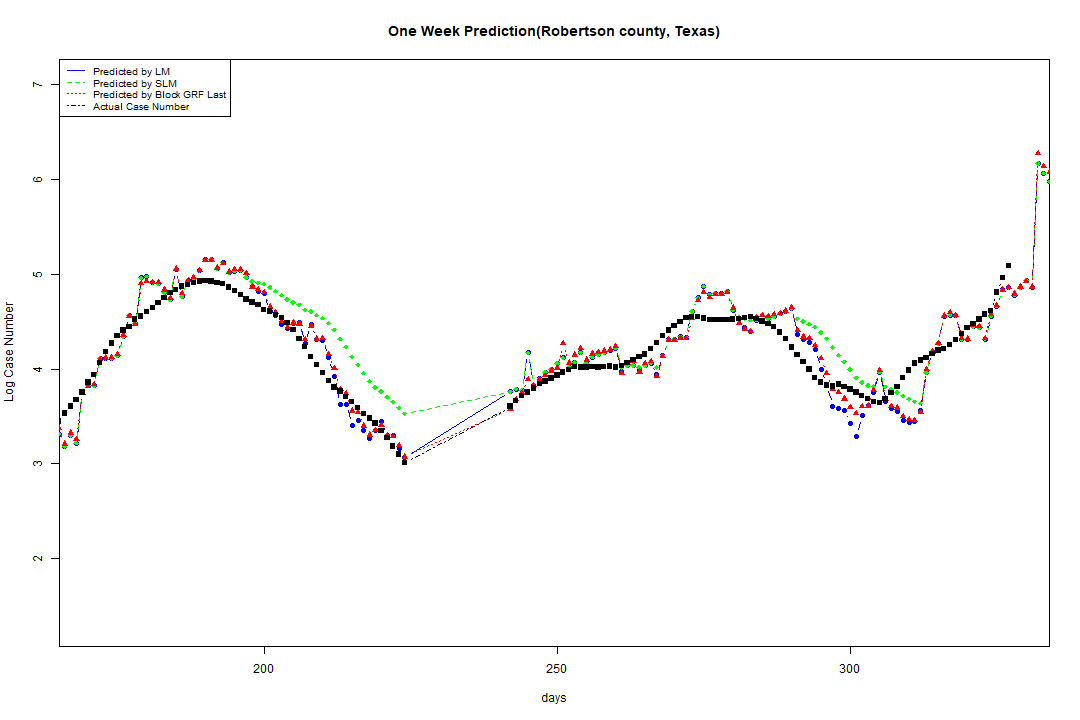 One Week Prediction(Robertson county, Texas)
Predicted by LM
Predicted by SLM
Predicted by Block GRF Last
Actual Case Number
7
6
5
4
3
2
Log Case Number
200 250 300
days